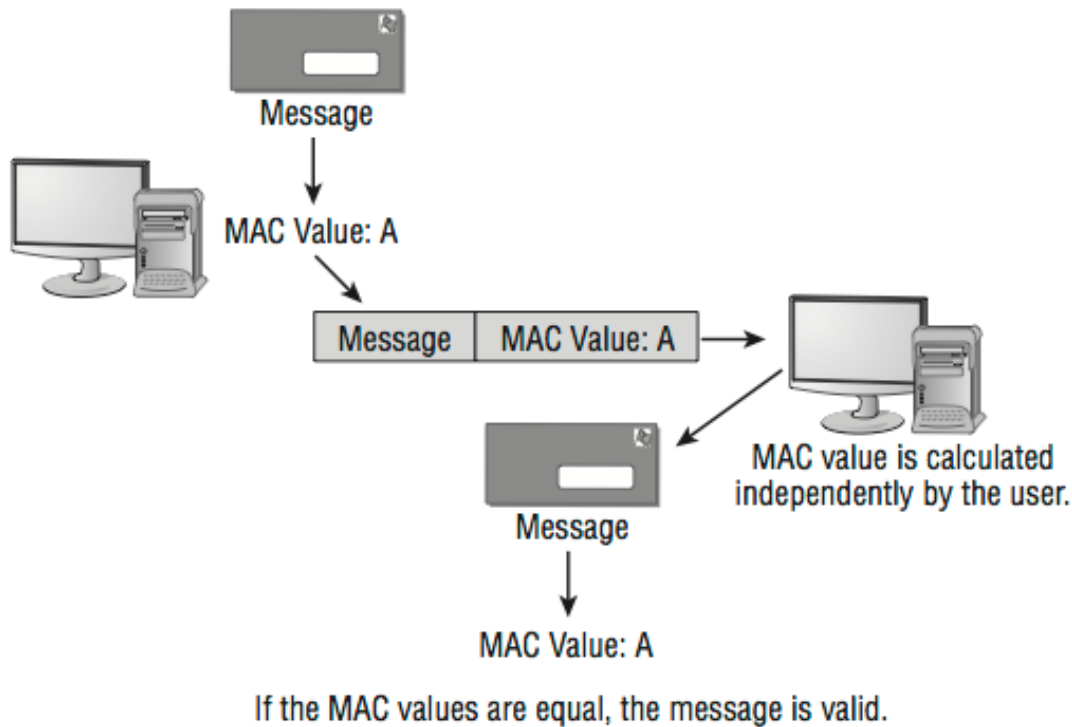 Message
MAC Value: A
Message MAC Value: A
MAC value is calculated
independently by the user.
Message
MAC Value: A
If the MAC values are equal, the message is valid.